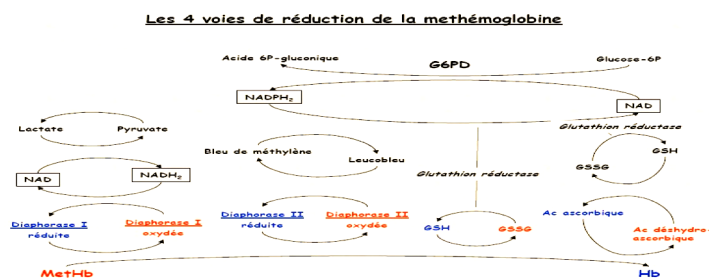 Les 4 voies de réduction de la methémoglobine
Acide 6P-gluconique
G6PD
Glucose-6P
NADPH₂
NAD
Lactate
Pyruvate
Glutathion réductase
Bleu de méthylène
Leucobleu
GSH
GSSG
NAD
NADH₂
Glutathion réductase
Diaphorase I
réduite
Diaphorase I
oxydée
Diaphorase II
réduite
Diaphorase II
oxydée
GSH
GSSG
Ac ascorbique
Ac déshydro-
ascorbique
MetHb
Hb